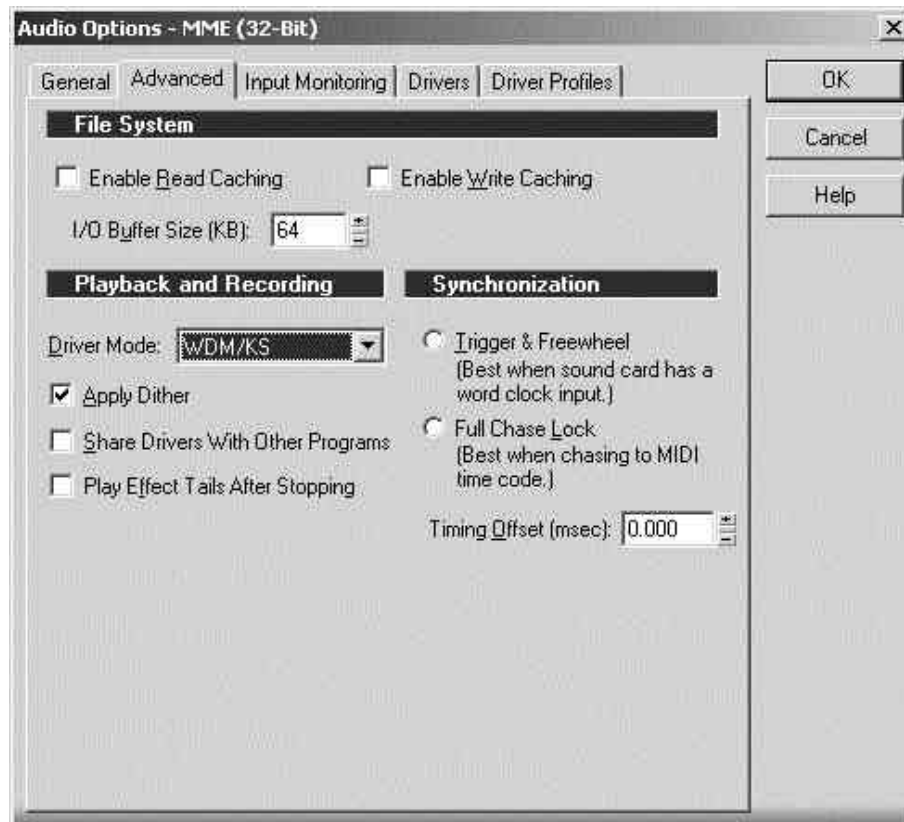 Audio Options - MME (32-Bit)
General Advanced Input Monitoring Drivers Driver Profiles
OK
Cancel
Help
File System
Enable Read Caching
Enable Write Caching
I/O Buffer Size (KB): 64
Playback and Recording
Driver Mode: WDM/KS
Apply Dither
Share Drivers With Other Programs
Play Effect Tails After Stopping
Synchronization
Trigger & Freewheel
(Best when sound card has a
word clock input.)
Full Chase Lock
(Best when chasing to MIDI
time code.)
Timing Offset (msec): 0.000